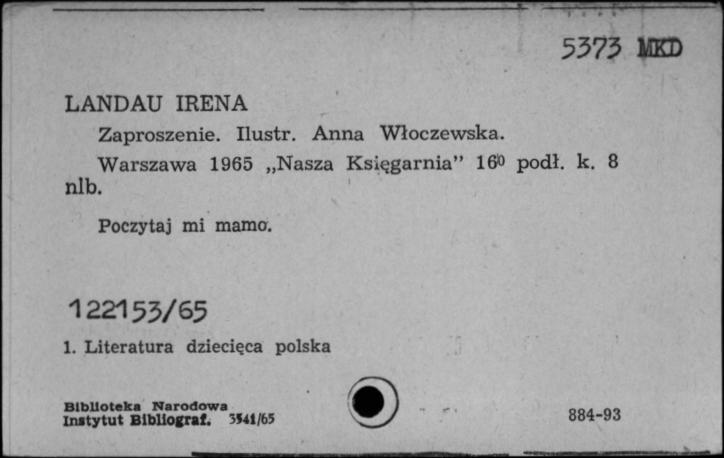 5373 MKD
LANDAU IRENA
Zaproszenie. Ilustr. Anna Włoczewska.
Warszawa 1965 „Nasza Księgarnia” 16⁰ podł. k. 8
nlb.
Poczytaj mi mamo.
122153/65
1. Literatura dziecięca polska
Biblioteka Narodowa
Instytut Bibliograf. 3541/65
884-93